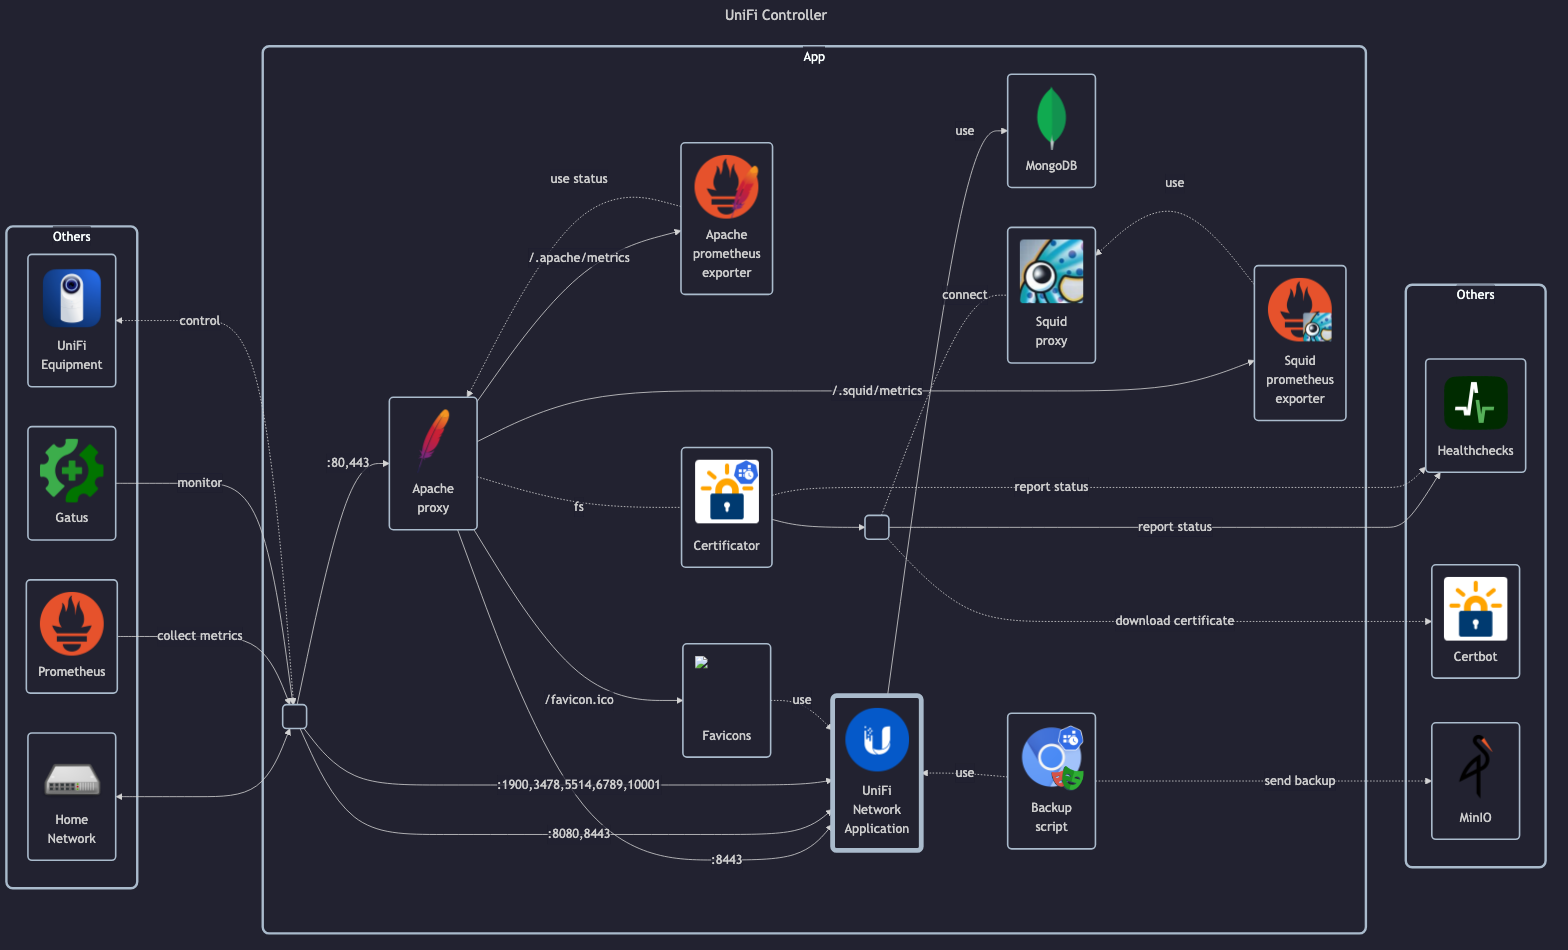 UniFi Controller
App
Others
UniFi
Equipment
Gatus
Prometheus
Home
Network
control
monitor
collect metrics
:80,443
Apache
proxy
use status
/.apache/metrics
Apache
prometheus
exporter
/.squid/metrics
fs
Certificator
/favicon.ico
Favicons
use
:1900,3478,5514,6789,10001
:8080,8443
:8443
UniFi
Network
Application
use
MongoDB
connect
Squid
proxy
use
Squid
prometheus
exporter
report status
report status
download certificate
use
Backup
script
send backup
Others
Healthchecks
Certbot
MinIO